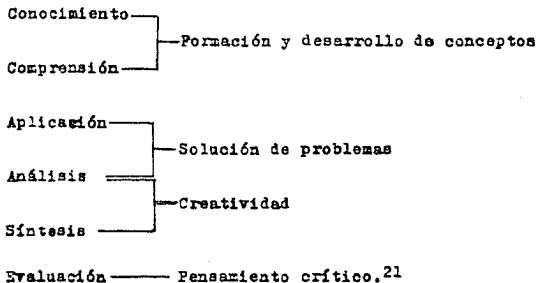 Conocimiento
Formación y desarrollo de conceptos
Comprensión
Aplicación
Solución de problemas
Análisis
Creatividad
Síntesis
Evaluación Pensamiento crítico.21